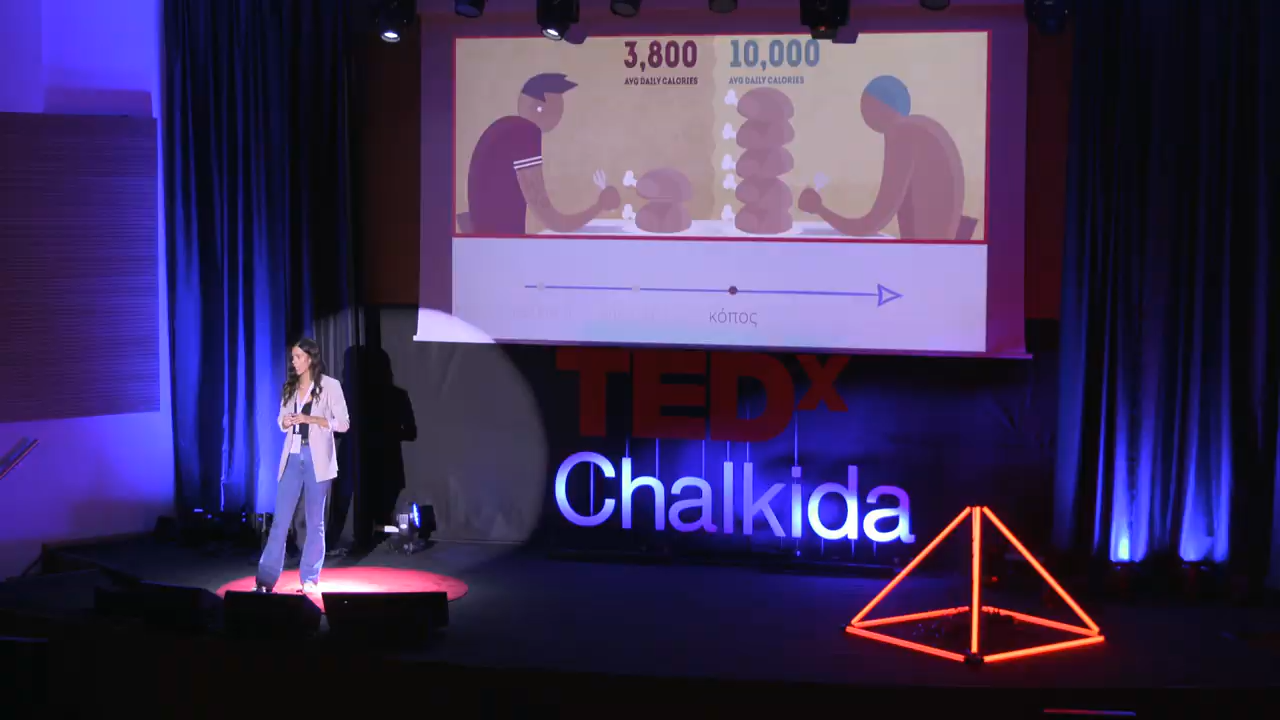 3,800
AVG DAILY CALORIES
10,000
AVG DAILY CALORIES
κόπος
TEDx
Chalkida